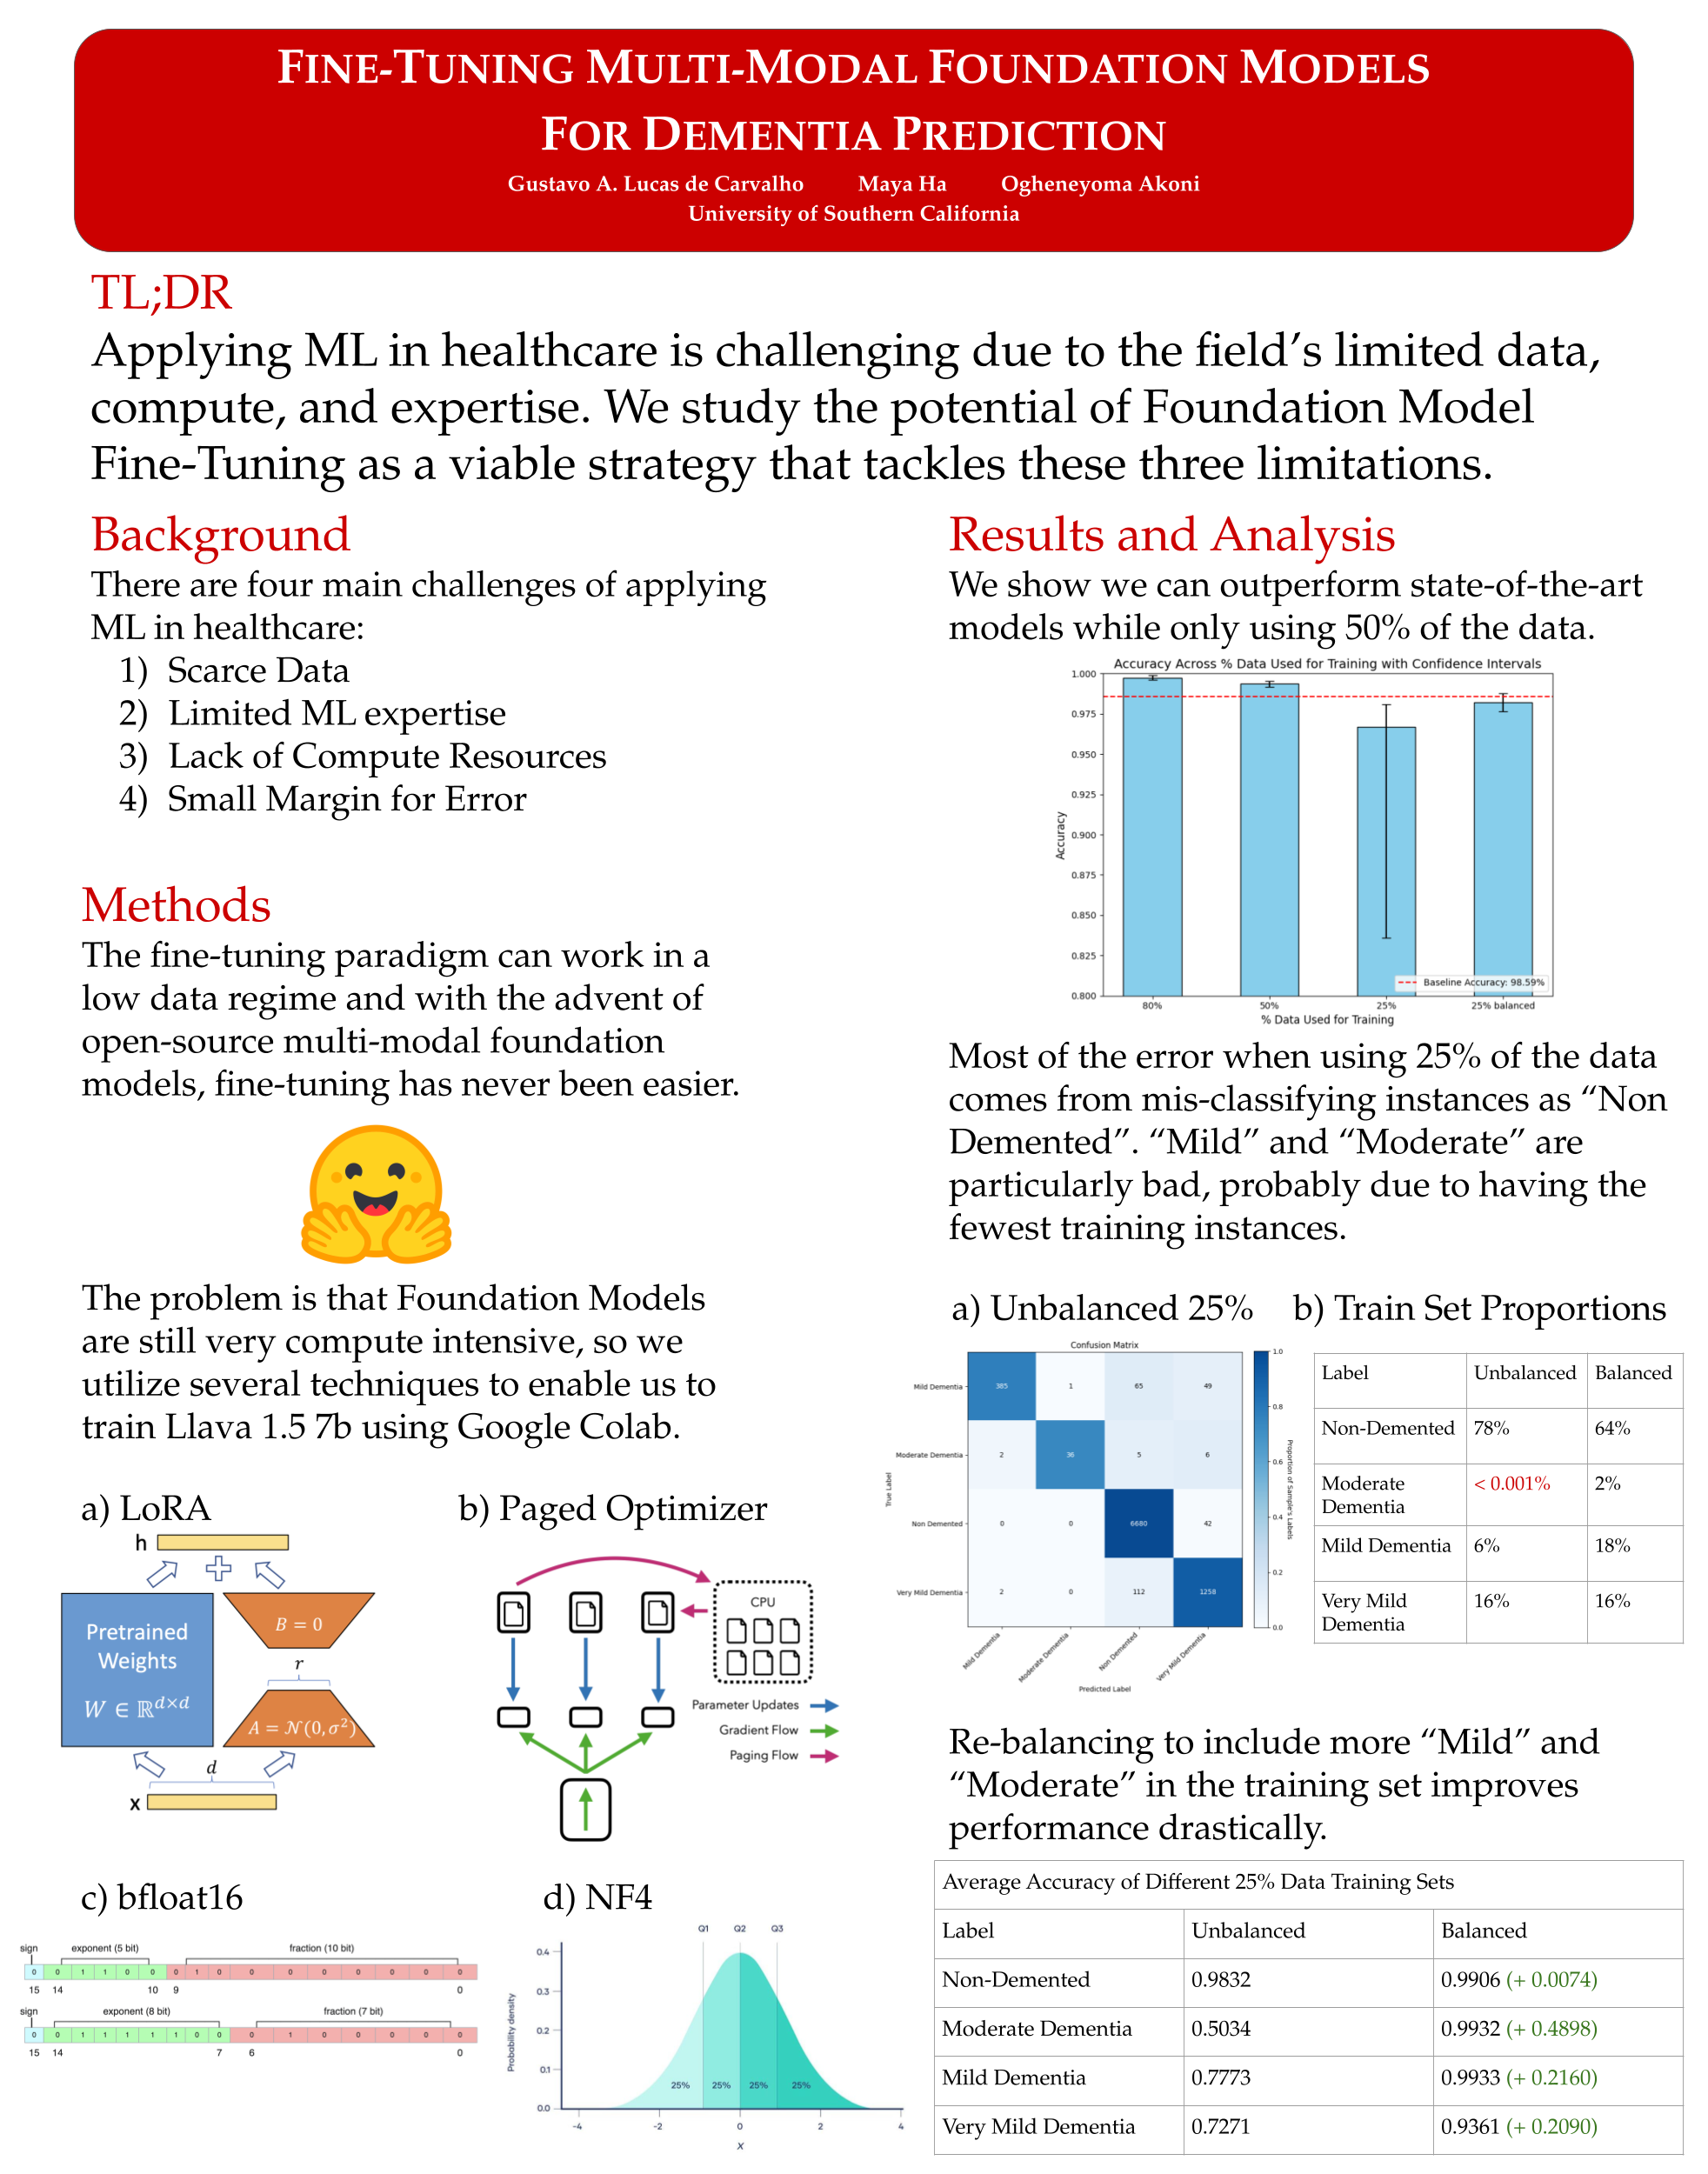 FINE-TUNING MULTI-MODAL FOUNDATION MODELS
FOR DEMENTIA PREDICTION
Gustavo A. Lucas de Carvalho Maya Ha Ogheneyoma Akoni
University of Southern California
TL;DR
Applying ML in healthcare is challenging due to the field's limited data,
compute, and expertise. We study the potential of Foundation Model
Fine-Tuning as a viable strategy that tackles these three limitations.
Background
There are four main challenges of applying
ML in healthcare:
1) Scarce Data
2) Limited ML expertise
3) Lack of Compute Resources
4) Small Margin for Error
Methods
The fine-tuning paradigm can work in a
low data regime and with the advent of
open-source multi-modal foundation
models, fine-tuning has never been easier.
The problem is that Foundation Models
are still very compute intensive, so we
utilize several techniques to enable us to
train Llava 1.5 7b using Google Colab.
a) LoRA
h
Pretrained
Weights
W ∈ ℝ^{d×d}
B = 0
r
A = 𝒩(0, σ²)
d
x
b) Paged Optimizer
CPU
Parameter Updates
Gradient Flow
Paging Flow
c) bfloat16
sign exponent (5 bit) fraction (10 bit)
0 0 1 1 0 0 0 1 0 0 0 0 0 0 0 0
15 14 10 9 0
sign exponent (8 bit) fraction (7 bit)
0 0 1 1 1 1 1 0 0 0 1 0 0 0 0 0
15 14 7 6 0
d) NF4
Q1 Q2 Q3
0.4
0.3
0.2
0.1
0.0
Probability density
25% 25% 25% 25%
-4 -2 0 2 4
x
Results and Analysis
We show we can outperform state-of-the-art
models while only using 50% of the data.
Accuracy Across % Data Used for Training with Confidence Intervals
1.000
0.975
0.950
0.925
0.900
0.875
0.850
0.825
0.800
Accuracy
Baseline Accuracy: 98.59%
80% 50% 25% 25% balanced
% Data Used for Training
Most of the error when using 25% of the data
comes from mis-classifying instances as “Non
Demented”. “Mild” and “Moderate” are
particularly bad, probably due to having the
fewest training instances.
a) Unbalanced 25%
Confusion Matrix
True Label
Mild Dementia 385 1 65 49
Moderate Dementia 2 36 5 6
Non Demented 0 0 6680 42
Very Mild Dementia 2 0 112 1258
Mild Dementia Moderate Dementia Non Demented Very Mild Dementia
Predicted Label
1.0
0.8
0.6
0.4
0.2
0.0
Proportion of Sample's Labels
b) Train Set Proportions
Label Unbalanced Balanced
Non-Demented 78% 64%
Moderate < 0.001% 2%
Dementia
Mild Dementia 6% 18%
Very Mild 16% 16%
Dementia
Re-balancing to include more “Mild” and
“Moderate” in the training set improves
performance drastically.
Average Accuracy of Different 25% Data Training Sets
Label Unbalanced Balanced
Non-Demented 0.9832 0.9906 (+ 0.0074)
Moderate Dementia 0.5034 0.9932 (+ 0.4898)
Mild Dementia 0.7773 0.9933 (+ 0.2160)
Very Mild Dementia 0.7271 0.9361 (+ 0.2090)